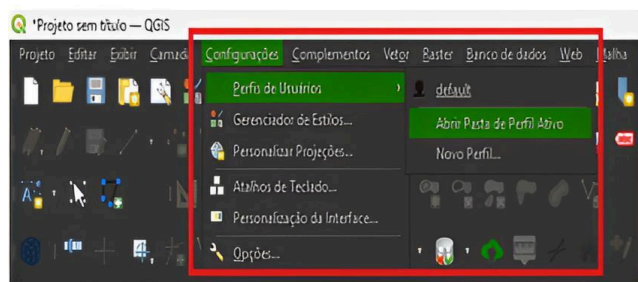 *Projeto sem título — QGIS
Projeto Editar Exibir Camada Configurações Complementos Vetor Raster Banco de dados Web Malha
Perfis de Usuários default
Gerenciador de Estilos... Abrir Pasta de Perfil Ativo
Personalizar Projeções... Novo Perfil...
Atalhos de Teclado...
Personalização da Interface...
Opções...